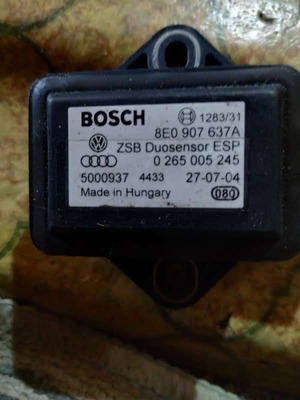 BOSCH 1283/31
8E0 907 637A
ZSB Duosensor ESP
0 265 005 245
5000937 4433 27-07-04
Made in Hungary 080